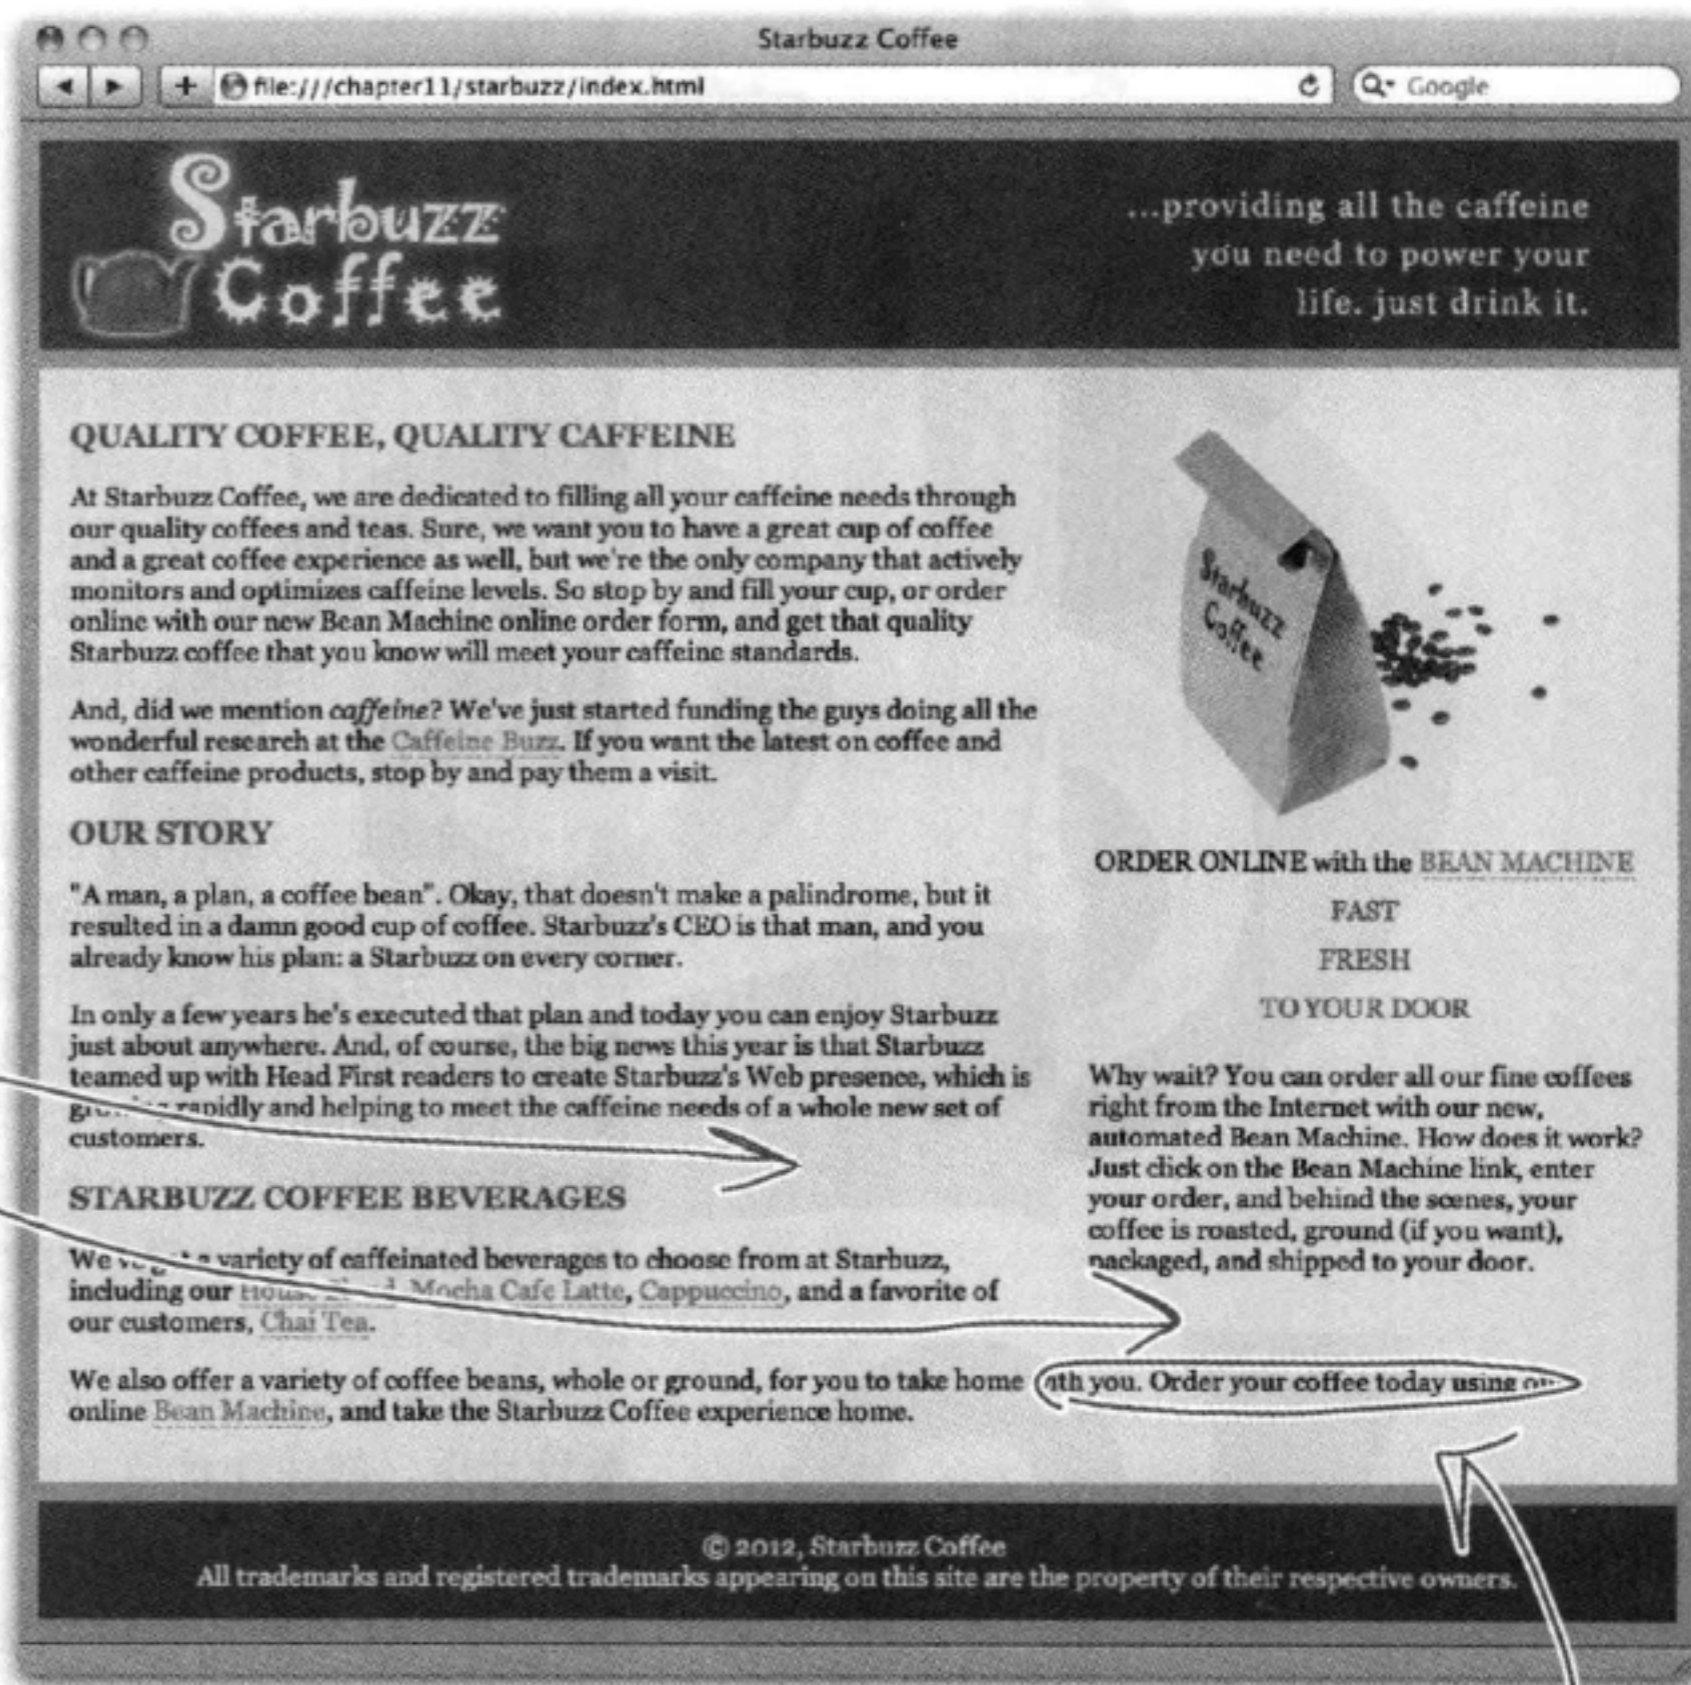 Starbuzz Coffee
file:///chapter11/starbuzz/index.html
Google
Starbuzz
Coffee
...providing all the caffeine
you need to power your
life. just drink it.
QUALITY COFFEE, QUALITY CAFFEINE
At Starbuzz Coffee, we are dedicated to filling all your caffeine needs through
our quality coffees and teas. Sure, we want you to have a great cup of coffee
and a great coffee experience as well, but we're the only company that actively
monitors and optimizes caffeine levels. So stop by and fill your cup, or order
online with our new Bean Machine online order form, and get that quality
Starbuzz coffee that you know will meet your caffeine standards.
And, did we mention caffeine? We've just started funding the guys doing all the
wonderful research at the Caffeine Buzz. If you want the latest on coffee and
other caffeine products, stop by and pay them a visit.
OUR STORY
"A man, a plan, a coffee bean". Okay, that doesn't make a palindrome, but it
resulted in a damn good cup of coffee. Starbuzz's CEO is that man, and you
already know his plan: a Starbuzz on every corner.
In only a few years he's executed that plan and today you can enjoy Starbuzz
just about anywhere. And, of course, the big news this year is that Starbuzz
teamed up with Head First readers to create Starbuzz's Web presence, which is
rapidly and helping to meet the caffeine needs of a whole new set of
customers.
STARBUZZ COFFEE BEVERAGES
We variety of caffeinated beverages to choose from at Starbuzz,
including our House Mocha Cafe Latte, Cappuccino, and a favorite of
our customers, Chai Tea.
We also offer a variety of coffee beans, whole or ground, for you to take home you. Order your coffee today using
online Bean Machine, and take the Starbuzz Coffee experience home.
Starbuzz
Coffee
ORDER ONLINE with the BEAN MACHINE
FAST
FRESH
TO YOUR DOOR
Why wait? You can order all our fine coffees
right from the Internet with our new,
automated Bean Machine. How does it work?
Just click on the Bean Machine link, enter
your order, and behind the scenes, your
coffee is roasted, ground (if you want),
packaged, and shipped to your door.
© 2012, Starbuzz Coffee
All trademarks and registered trademarks appearing on this site are the property of their respective owners.